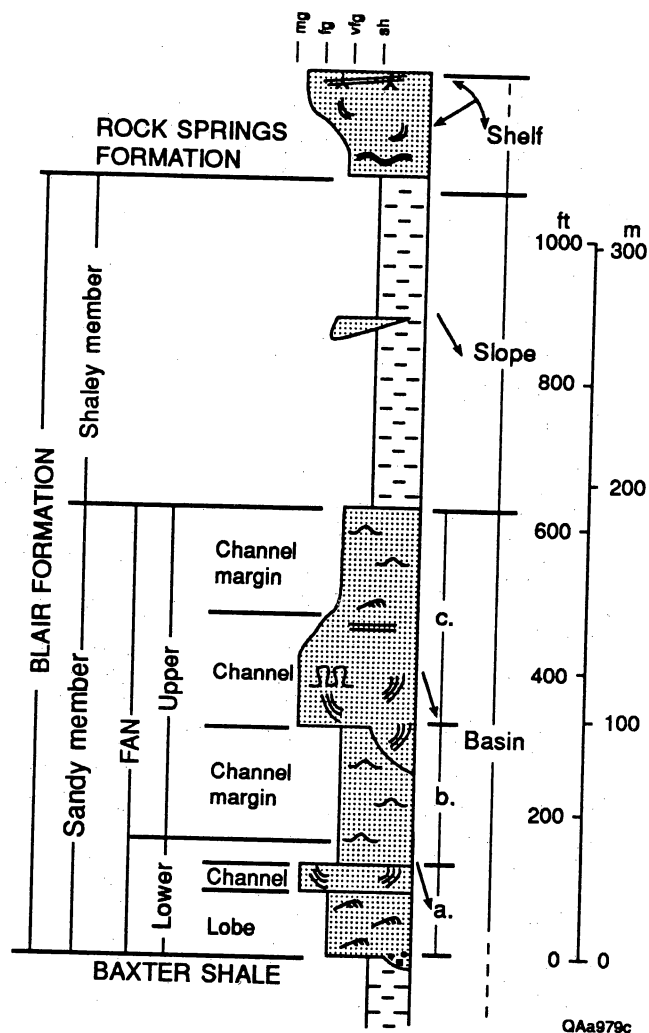 mg
fg
vfg
sh
ROCK SPRINGS
FORMATION
Shelf
ft
m
1000
300
Shaley member
Slope
800
200
BLAIR FORMATION
600
Channel
margin
c.
Sandy member
FAN
Upper
Channel
400
100
Basin
Channel
margin
b.
200
Lower
Channel
a.
Lobe
0
0
BAXTER SHALE
QAa979c